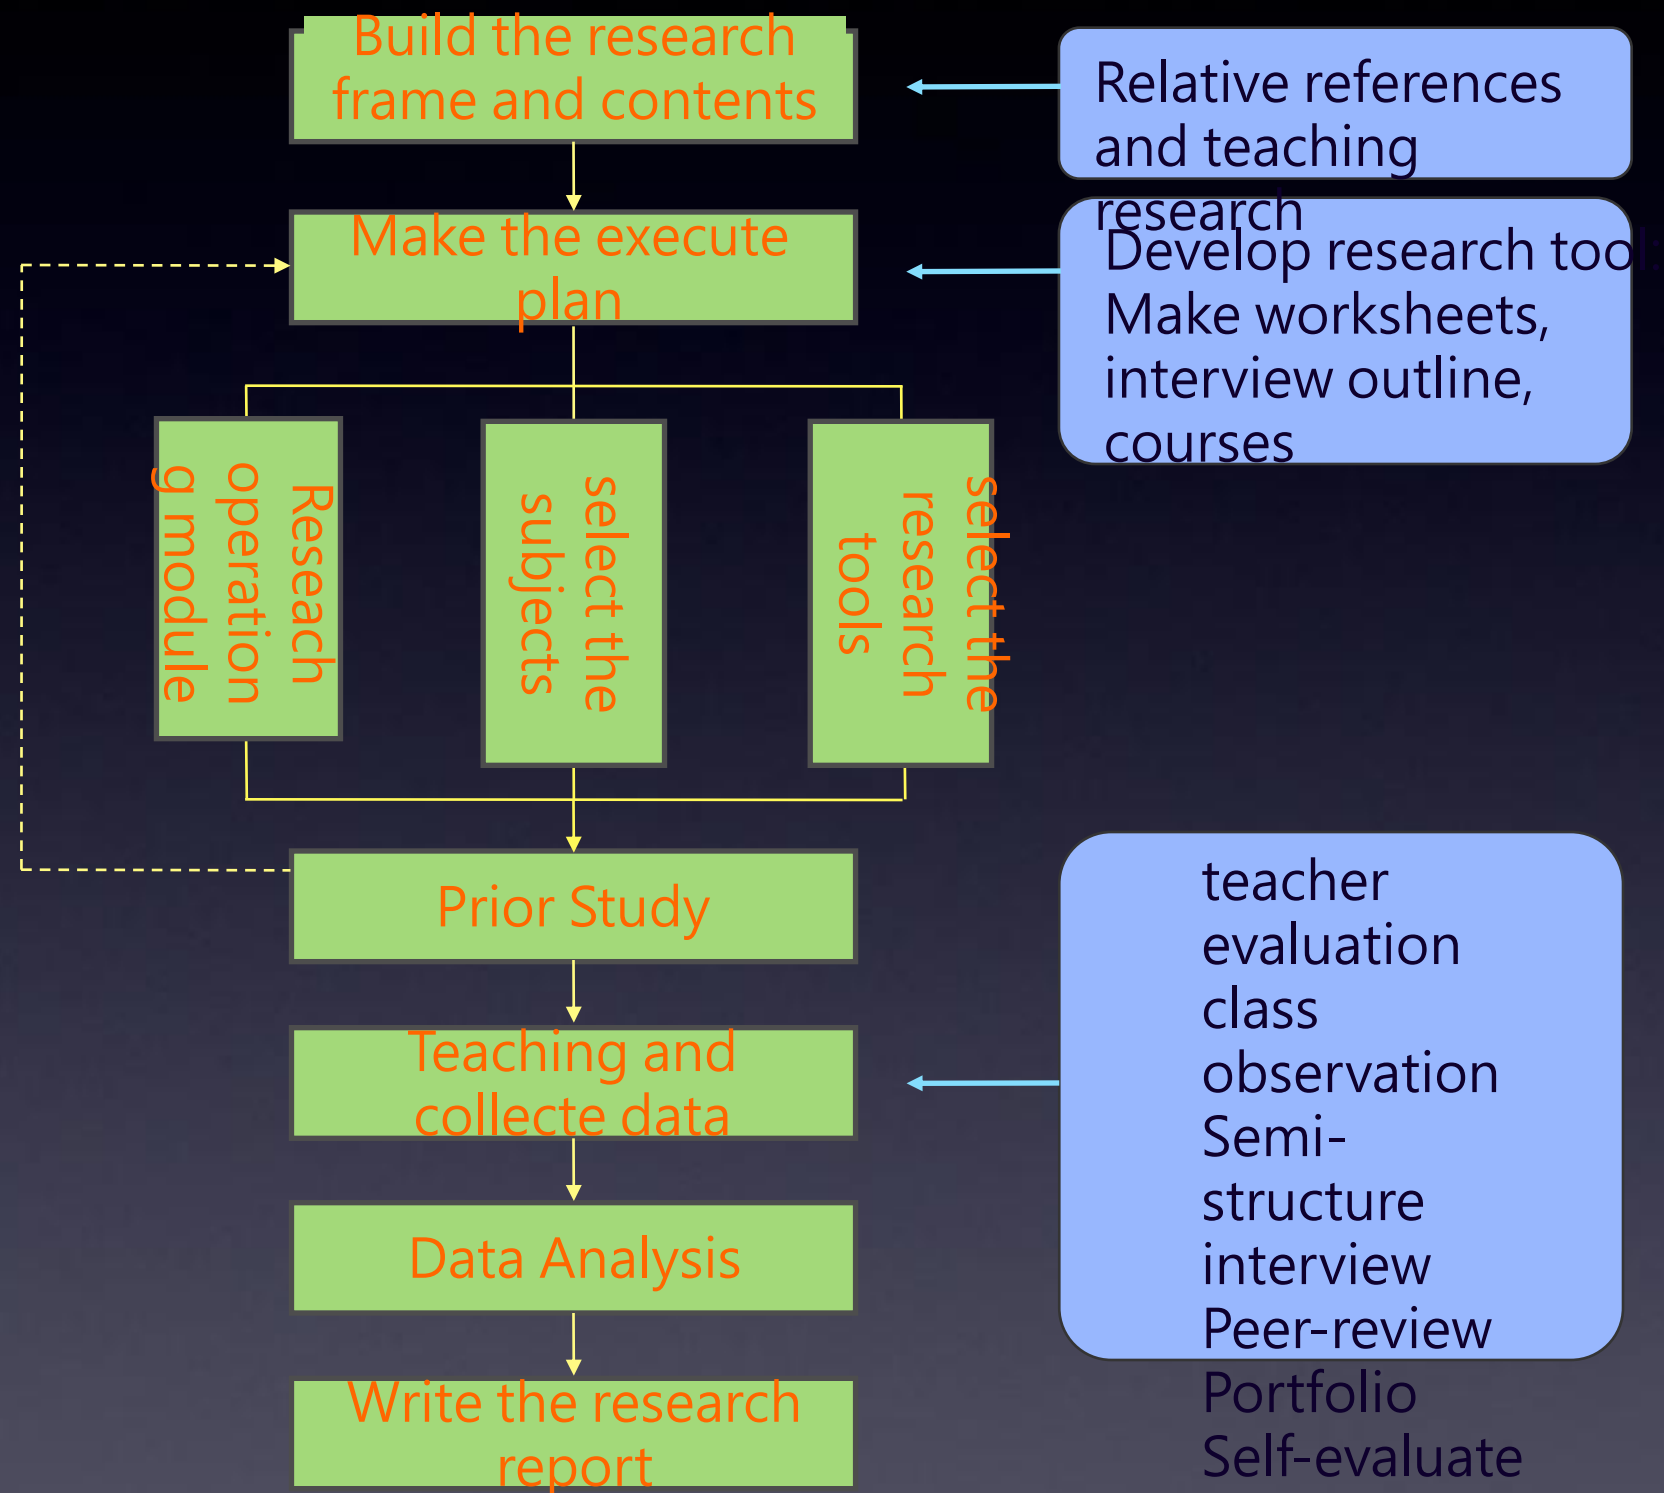 Build the research
frame and contents
Relative references
and teaching
research
Make the execute
plan
Develop research tool:
Make worksheets,
interview outline,
courses
Reseach
operation
g module
select the
subjects
select the
research
tools
Prior Study
Teaching and
collecte data
teacher
evaluation
class
observation
Semi-
structure
interview
Peer-review
Portfolio
Self-evaluate
Data Analysis
Write the research
report